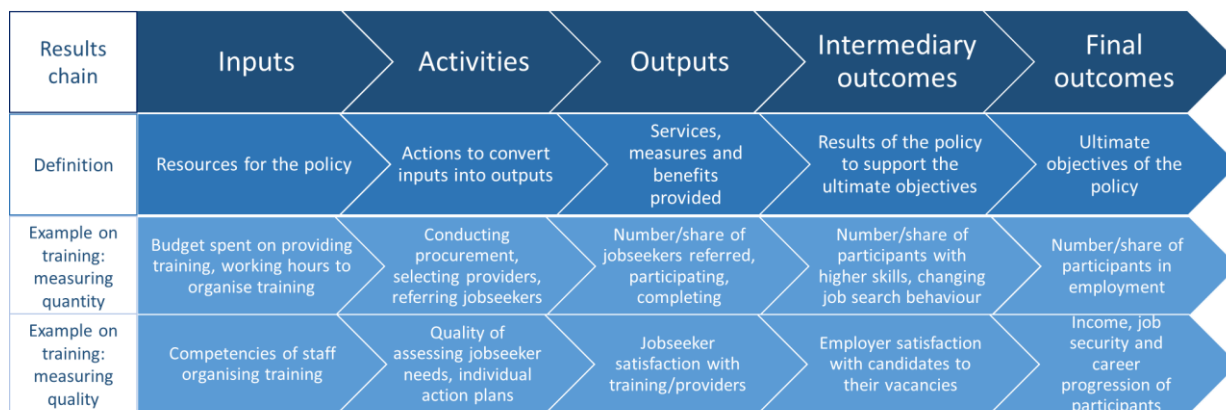 Results
chain
Inputs
Activities
Outputs
Intermediary
outcomes
Final
outcomes
Definition
Resources for the policy
Actions to convert
inputs into outputs
Services,
measures and
benefits
provided
Results of the policy
to support the
ultimate objectives
Ultimate
objectives of the
policy
Example on
training:
measuring
quantity
Budget spent on providing
training, working hours to
organise training
Conducting
procurement,
selecting providers,
referring jobseekers
Number/share of
jobseekers referred,
participating,
completing
Number/share of
participants with
higher skills, changing
job search behaviour
Number/share of
participants in
employment
Example on
training:
measuring
quality
Competencies of staff
organising training
Quality of
assessing jobseeker
needs, individual
action plans
Jobseeker
satisfaction with
training/providers
Employer satisfaction
with candidates to
their vacancies
Income, job
security and
career
progression of
participants